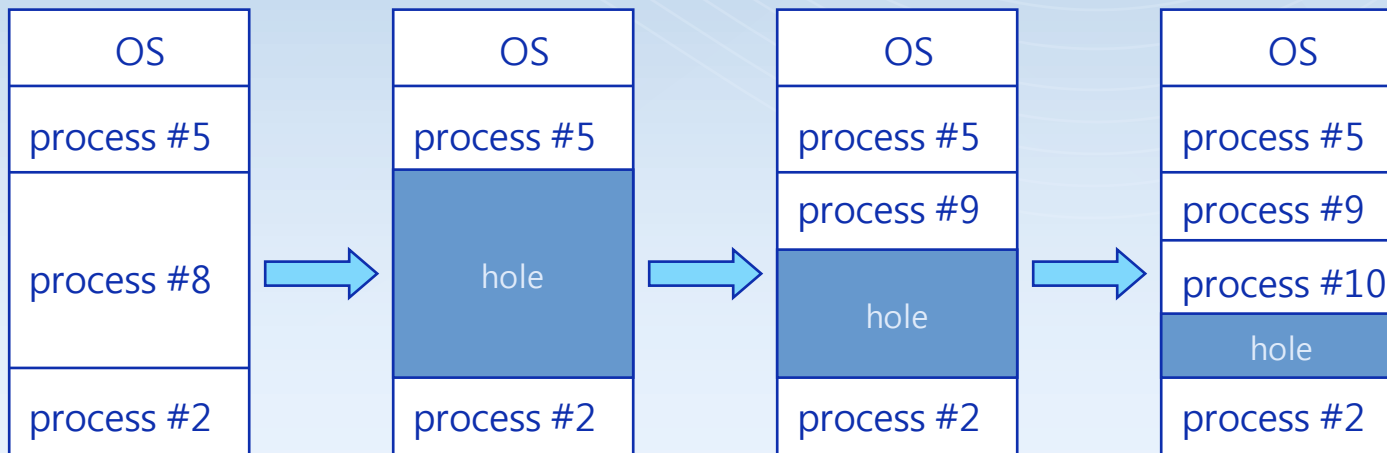 OS
process #5
process #8
process #2
OS
process #5
hole
process #2
OS
process #5
process #9
hole
process #2
OS
process #5
process #9
process #10
hole
process #2